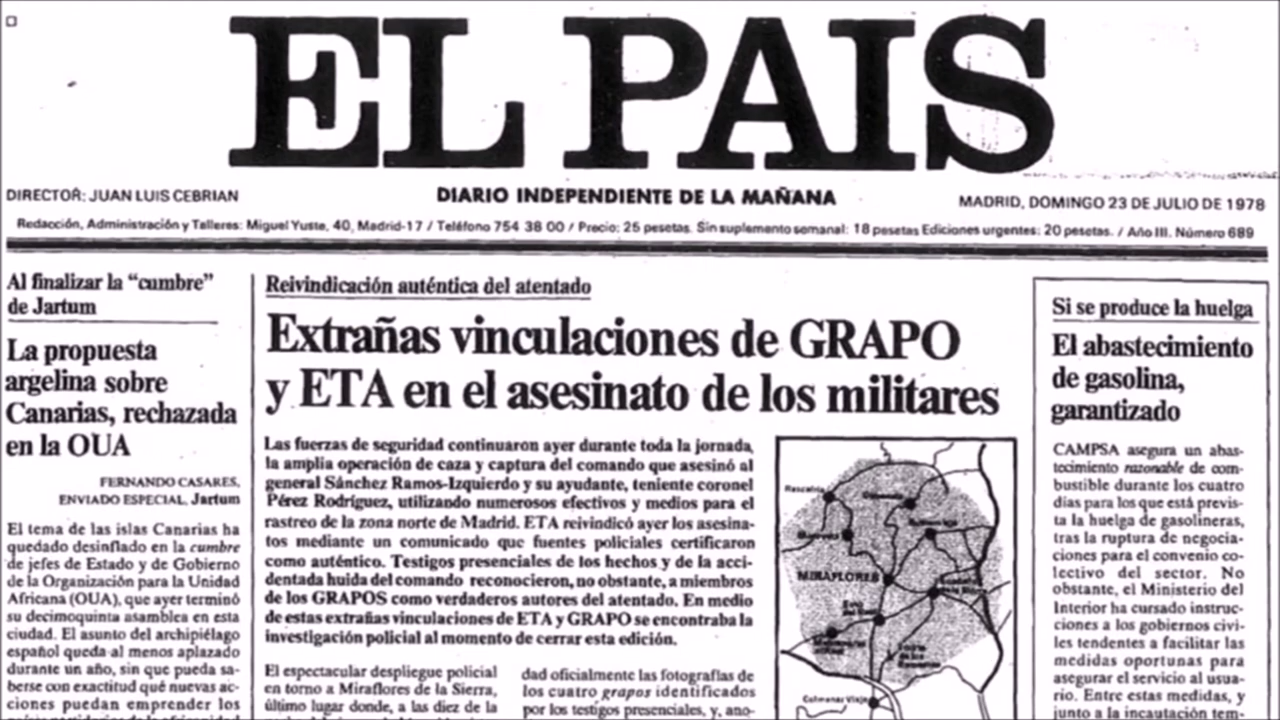 EL PAIS
DIRECTOR: JUAN LUIS CEBRIAN
DIARIO INDEPENDIENTE DE LA MAÑANA
MADRID, DOMINGO 23 DE JULIO DE 1978
Redacción, Administración y Talleres: Miguel Yuste, 40, Madrid-17 / Teléfono 754 38 00 / Precio: 25 pesetas. Sin suplemento semanal: 18 pesetas Ediciones urgentes: 20 pesetas. / Año III. Número 689
Al finalizar la “cumbre”
de Jartum
La propuesta
argelina sobre
Canarias, rechazada
en la OUA
FERNANDO CASARES,
ENVIADO ESPECIAL, Jartum
El tema de las islas Canarias ha
quedado desinflado en la cumbre
de jefes de Estado y de Gobierno
de la Organización para la Unidad
Africana (OUA), que ayer terminó
su decimoquinta asamblea en esta
ciudad. El asunto del archipiélago
español queda al menos aplazado
durante un año, sin que pueda sa-
berse con exactitud qué nuevas ac-
ciones puedan emprender los
Reivindicación auténtica del atentado
Extrañas vinculaciones de GRAPO
y ETA en el asesinato de los militares
Las fuerzas de seguridad continuaron ayer durante toda la jornada,
la amplia operación de caza y captura del comando que asesinó al
general Sánchez Ramos-Izquierdo y su ayudante, teniente coronel
Pérez Rodríguez, utilizando numerosos efectivos y medios para el
rastreo de la zona norte de Madrid. ETA reivindicó ayer los asesina-
tos mediante un comunicado que fuentes policiales certificaron
como auténtico. Testigos presenciales de los hechos y de la acci-
dentada huida del comando reconocieron, no obstante, a miembros
de los GRAPOS como verdaderos autores del atentado. En medio
de estas extrañas vinculaciones de ETA y GRAPO se encontraba la
investigación policial al momento de cerrar esta edición.
El espectacular despliegue policial
en torno a Miraflores de la Sierra,
último lugar donde, a las diez de la
dad oficialmente las fotografías de
los cuatro grapos identificados
por los testigos presenciales, y, ano-
Rascafría
MIRAFLORES
Colmenar Viejo
Si se produce la huelga
El abastecimiento
de gasolina,
garantizado
CAMPSA asegura un abas-
tecimiento razonable de com-
bustible durante los cuatro
días para los que está previs-
ta la huelga de gasolineras,
tras la ruptura de negocia-
ciones para el convenio co-
lectivo del sector. No
obstante, el Ministerio del
Interior ha cursado instruc-
ciones a los gobiernos civi-
les tendentes a facilitar las
medidas oportunas para
asegurar el servicio al usua-
rio. Entre estas medidas, y
junto a la incautación tem-